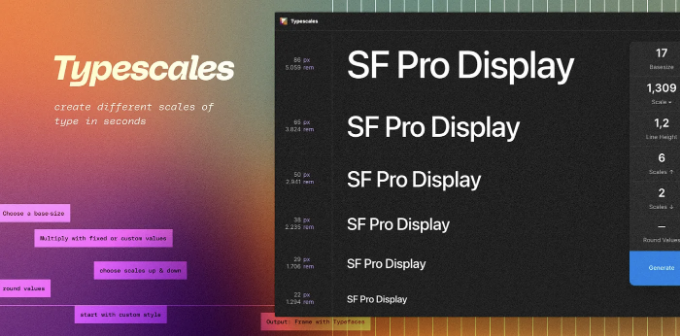 Typescales
create different scales of
type in seconds
Choose a base-size
Multiply with fixed or custom values
choose scales up & down
round values
start with custom style
Output: Frame with Typefaces
Typescales
86 px
5.059 rem
SF Pro Display
65 px
3.824 rem
SF Pro Display
50 px
2.941 rem
SF Pro Display
38 px
2.235 rem
SF Pro Display
29 px
1.706 rem
SF Pro Display
22 px
1.294 rem
SF Pro Display
17
Basesize
1,309
Scale
1,2
Line Height
6
Scales ↑
2
Scales ↓
—
Round Values
Generate